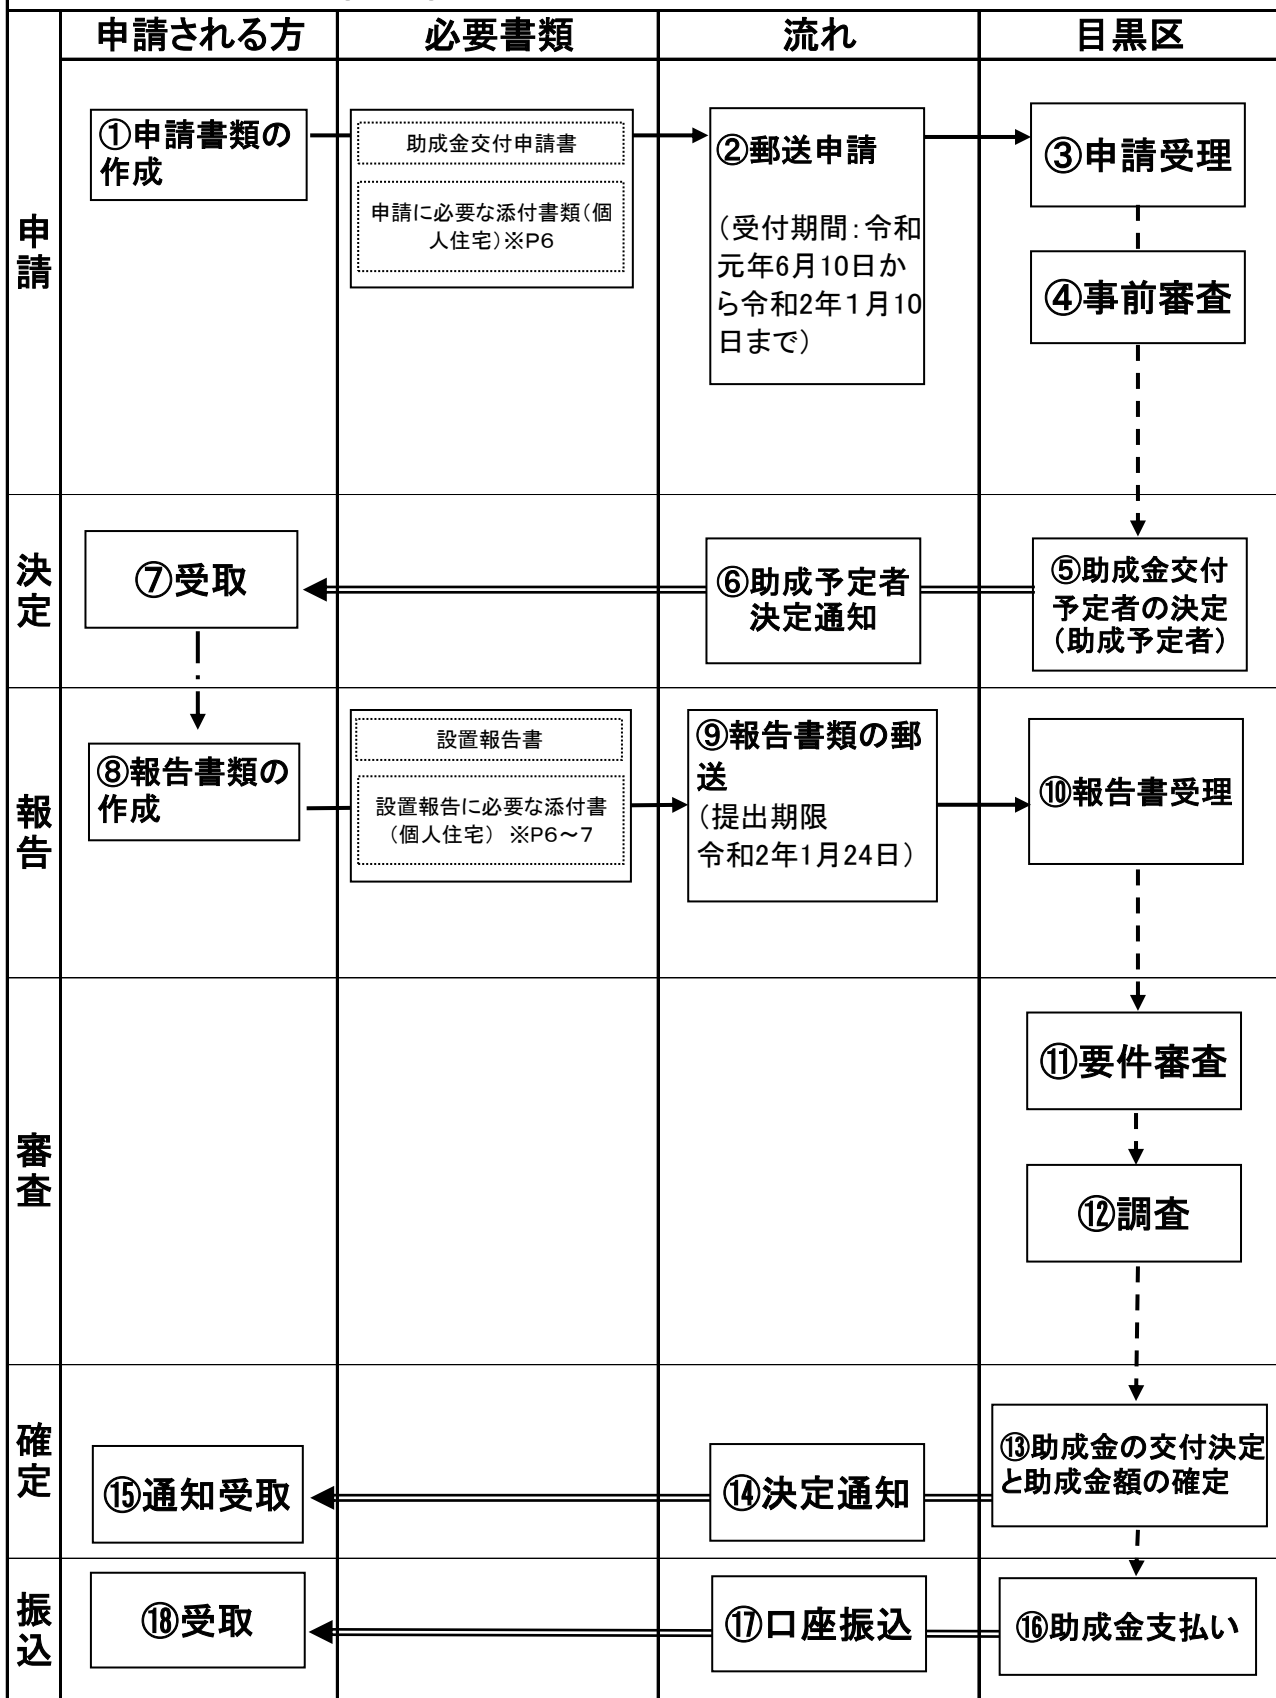 申請される方
必要書類
流れ
目黒区
申請
①申請書類の
作成
助成金交付申請書
申請に必要な添付書類（個
人住宅）※P6
②郵送申請
（受付期間：令和
元年6月10日か
ら令和2年１月10
日まで）
③申請受理
④事前審査
決定
⑦受取
⑥助成予定者
決定通知
⑤助成金交付
予定者の決定
（助成予定者）
報告
⑧報告書類の
作成
設置報告書
設置報告に必要な添付書
（個人住宅） ※P6～7
⑨報告書類の郵
送
（提出期限
令和2年1月24日）
⑩報告書受理
審査
⑪要件審査
⑫調査
確定
⑮通知受取
⑭決定通知
⑬助成金の交付決定
と助成金額の確定
振込
⑱受取
⑰口座振込
⑯助成金支払い